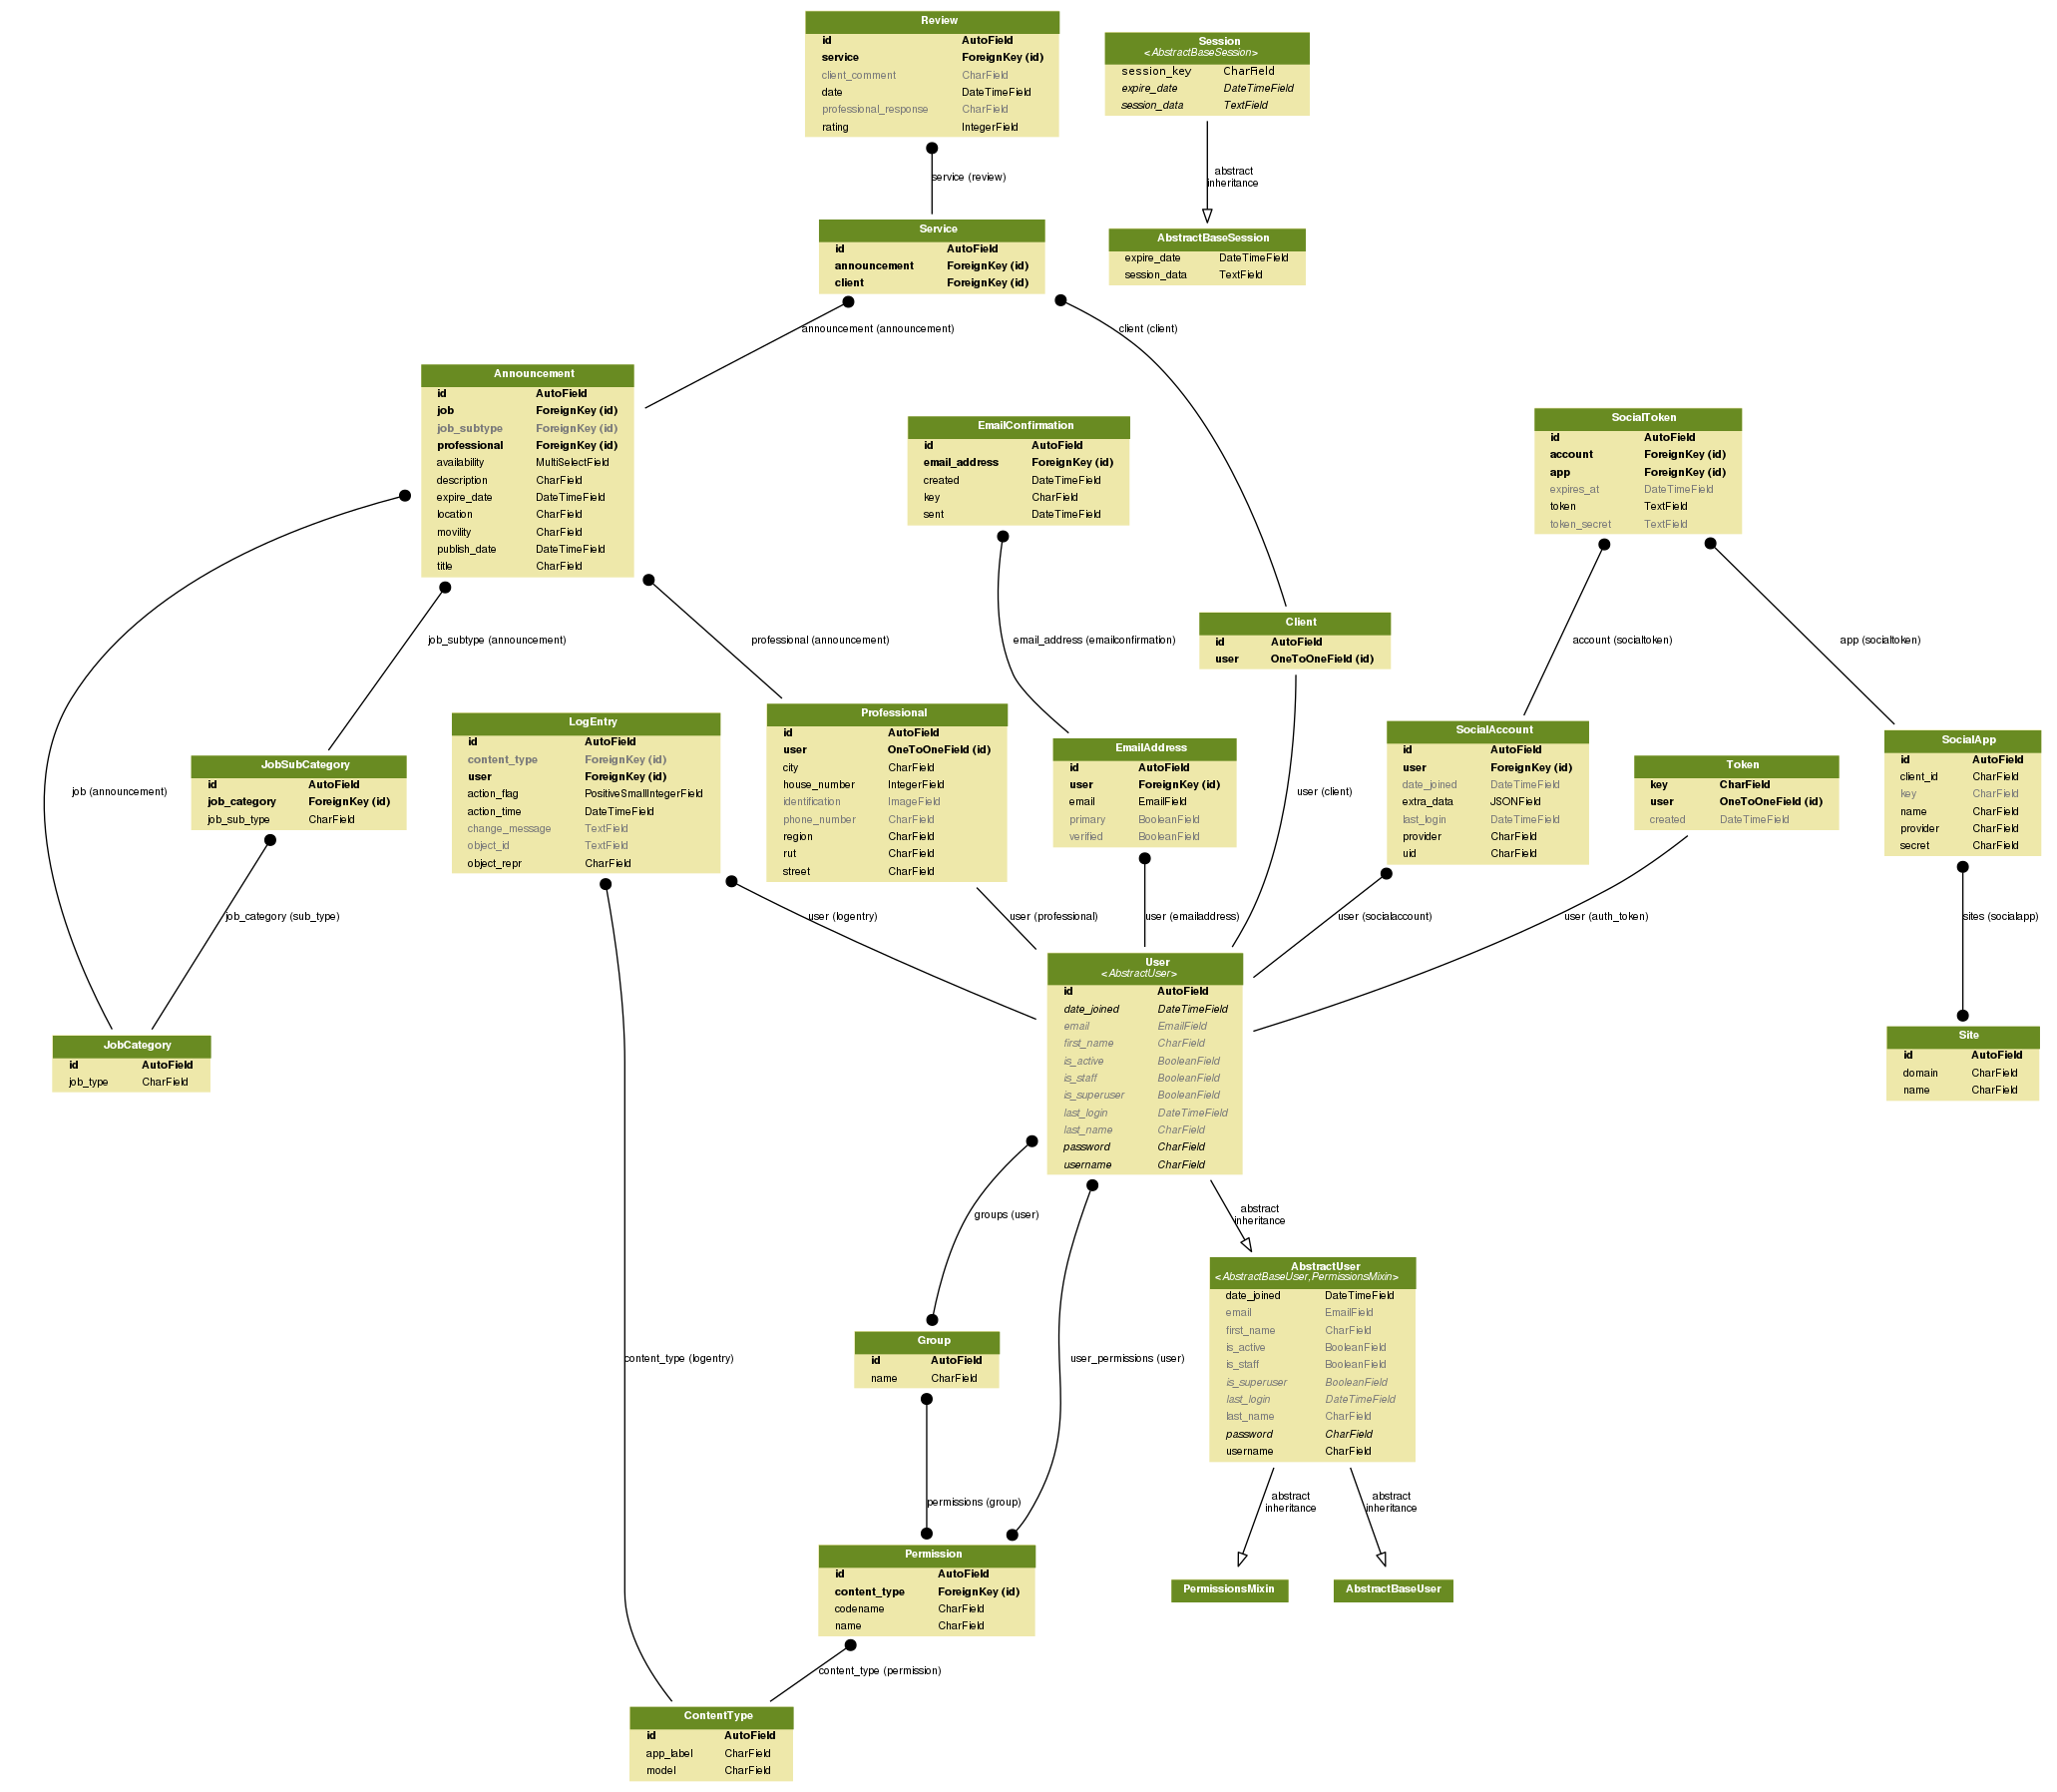 Review
id AutoField
service ForeignKey (id)
client_comment CharField
date DateTimeField
professional_response CharField
rating IntegerField
Session
<AbstractBaseSession>
session_key CharField
expire_date DateTimeField
session_data TextField
service (review)
abstract
inheritance
Service
id AutoField
announcement ForeignKey (id)
client ForeignKey (id)
AbstractBaseSession
expire_date DateTimeField
session_data TextField
announcement (announcement)
client (client)
Announcement
id AutoField
job ForeignKey (id)
job_subtype ForeignKey (id)
professional ForeignKey (id)
availability MultiSelectField
description CharField
expire_date DateTimeField
location CharField
movility CharField
publish_date DateTimeField
title CharField
EmailConfirmation
id AutoField
email_address ForeignKey (id)
created DateTimeField
key CharField
sent DateTimeField
SocialToken
id AutoField
account ForeignKey (id)
app ForeignKey (id)
expires_at DateTimeField
token TextField
token_secret TextField
job_subtype (announcement)
professional (announcement)
email_address (emailconfirmation)
Client
id AutoField
user OneToOneField (id)
account (socialtoken)
app (socialtoken)
job (announcement)
JobSubCategory
id AutoField
job_category ForeignKey (id)
job_sub_type CharField
LogEntry
id AutoField
content_type ForeignKey (id)
user ForeignKey (id)
action_flag PositiveSmallIntegerField
action_time DateTimeField
change_message TextField
object_id TextField
object_repr CharField
Professional
id AutoField
user OneToOneField (id)
city CharField
house_number IntegerField
identification ImageField
phone_number CharField
region CharField
rut CharField
street CharField
EmailAddress
id AutoField
user ForeignKey (id)
email EmailField
primary BooleanField
verified BooleanField
user (client)
SocialAccount
id AutoField
user ForeignKey (id)
date_joined DateTimeField
extra_data JSONField
last_login DateTimeField
provider CharField
uid CharField
Token
key CharField
user OneToOneField (id)
created DateTimeField
SocialApp
id AutoField
client_id CharField
key CharField
name CharField
provider CharField
secret CharField
job_category (sub_type)
user (logentry)
user (professional)
user (emailaddress)
user (socialaccount)
user (auth_token)
sites (socialapp)
JobCategory
id AutoField
job_type CharField
User
<AbstractUser>
id AutoField
date_joined DateTimeField
email EmailField
first_name CharField
is_active BooleanField
is_staff BooleanField
is_superuser BooleanField
last_login DateTimeField
last_name CharField
password CharField
username CharField
Site
id AutoField
domain CharField
name CharField
groups (user)
abstract
inheritance
AbstractUser
<AbstractBaseUser,PermissionsMixin>
date_joined DateTimeField
email EmailField
first_name CharField
is_active BooleanField
is_staff BooleanField
is_superuser BooleanField
last_login DateTimeField
last_name CharField
password CharField
username CharField
Group
id AutoField
name CharField
content_type (logentry)
user_permissions (user)
permissions (group)
abstract
inheritance
abstract
inheritance
Permission
id AutoField
content_type ForeignKey (id)
codename CharField
name CharField
PermissionsMixin
AbstractBaseUser
content_type (permission)
ContentType
id AutoField
app_label CharField
model CharField